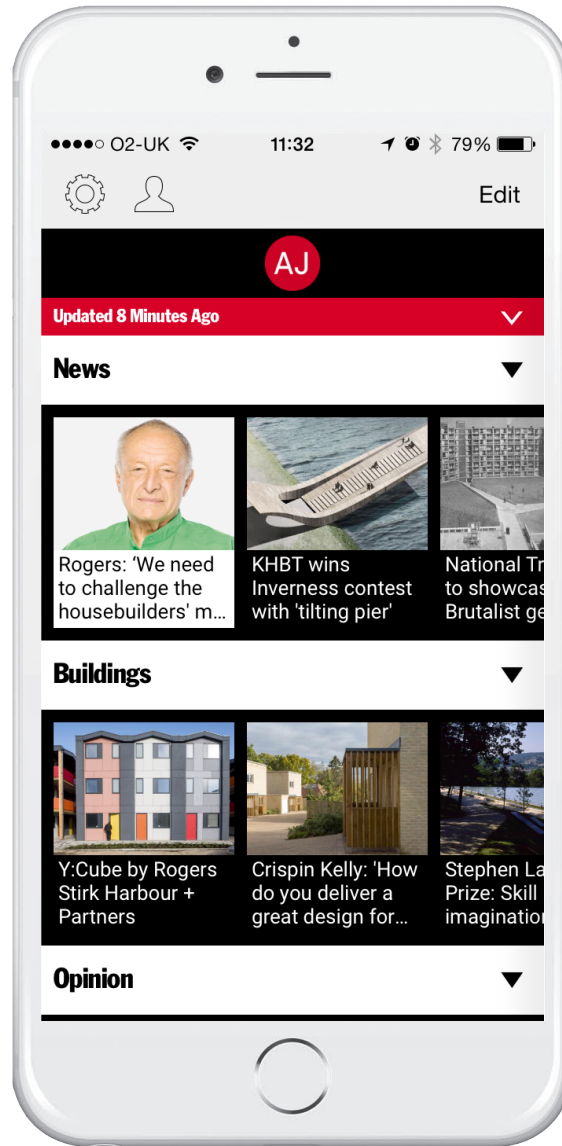 O2-UK 11:32 79%
Edit
AJ
Updated 8 Minutes Ago
News
Rogers: ‘We need
to challenge the
housebuilders' m...
KHBT wins
Inverness contest
with 'tilting pier'
National Tr
to showcas
Brutalist ge
Buildings
Y:Cube by Rogers
Stirk Harbour +
Partners
Crispin Kelly: 'How
do you deliver a
great design for...
Stephen La
Prize: Skill
imagination
Opinion